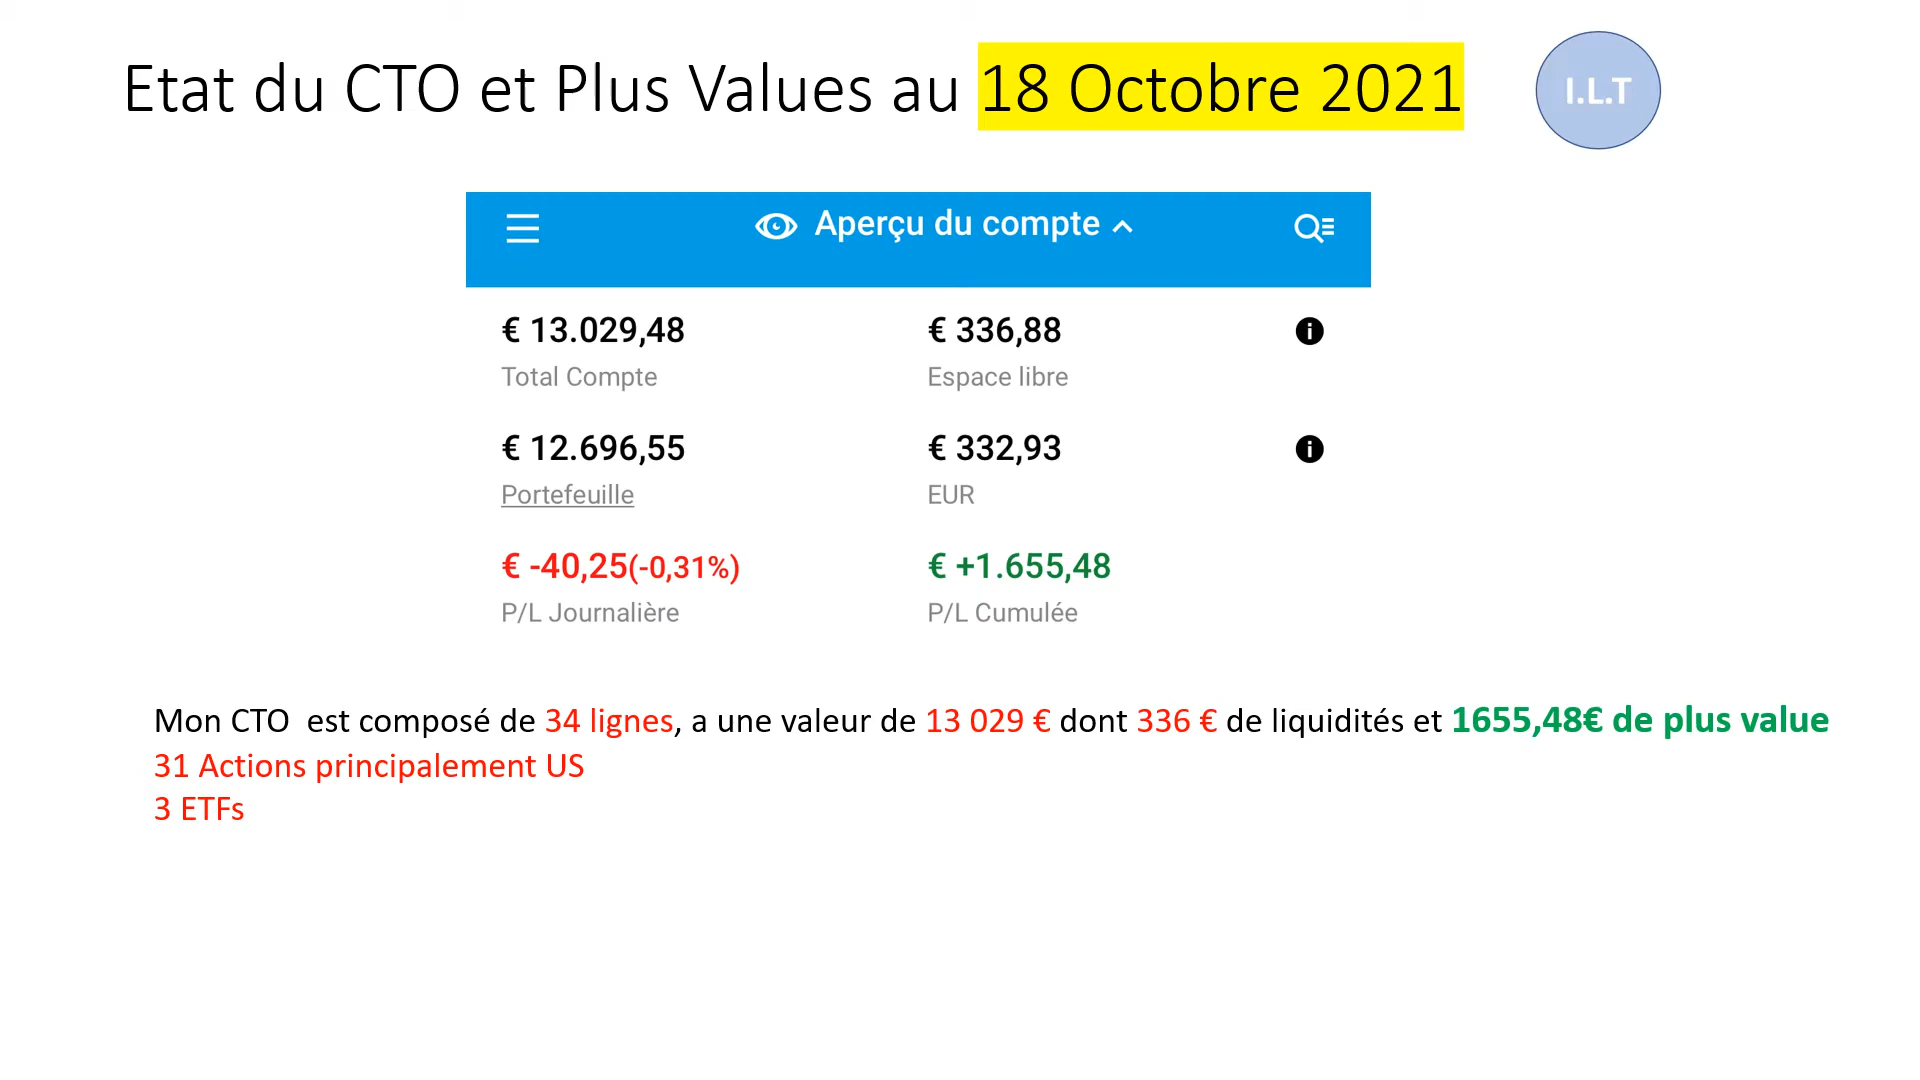 Etat du CTO et Plus Values au 18 Octobre 2021
I.L.T
Aperçu du compte
€ 13.029,48
€ 336,88
Total Compte
Espace libre
€ 12.696,55
€ 332,93
Portefeuille
EUR
€ -40,25(-0,31%)
€ +1.655,48
P/L Journalière
P/L Cumulée
Mon CTO est composé de 34 lignes, a une valeur de 13 029 € dont 336 € de liquidités et 1655,48€ de plus value
31 Actions principalement US
3 ETFs